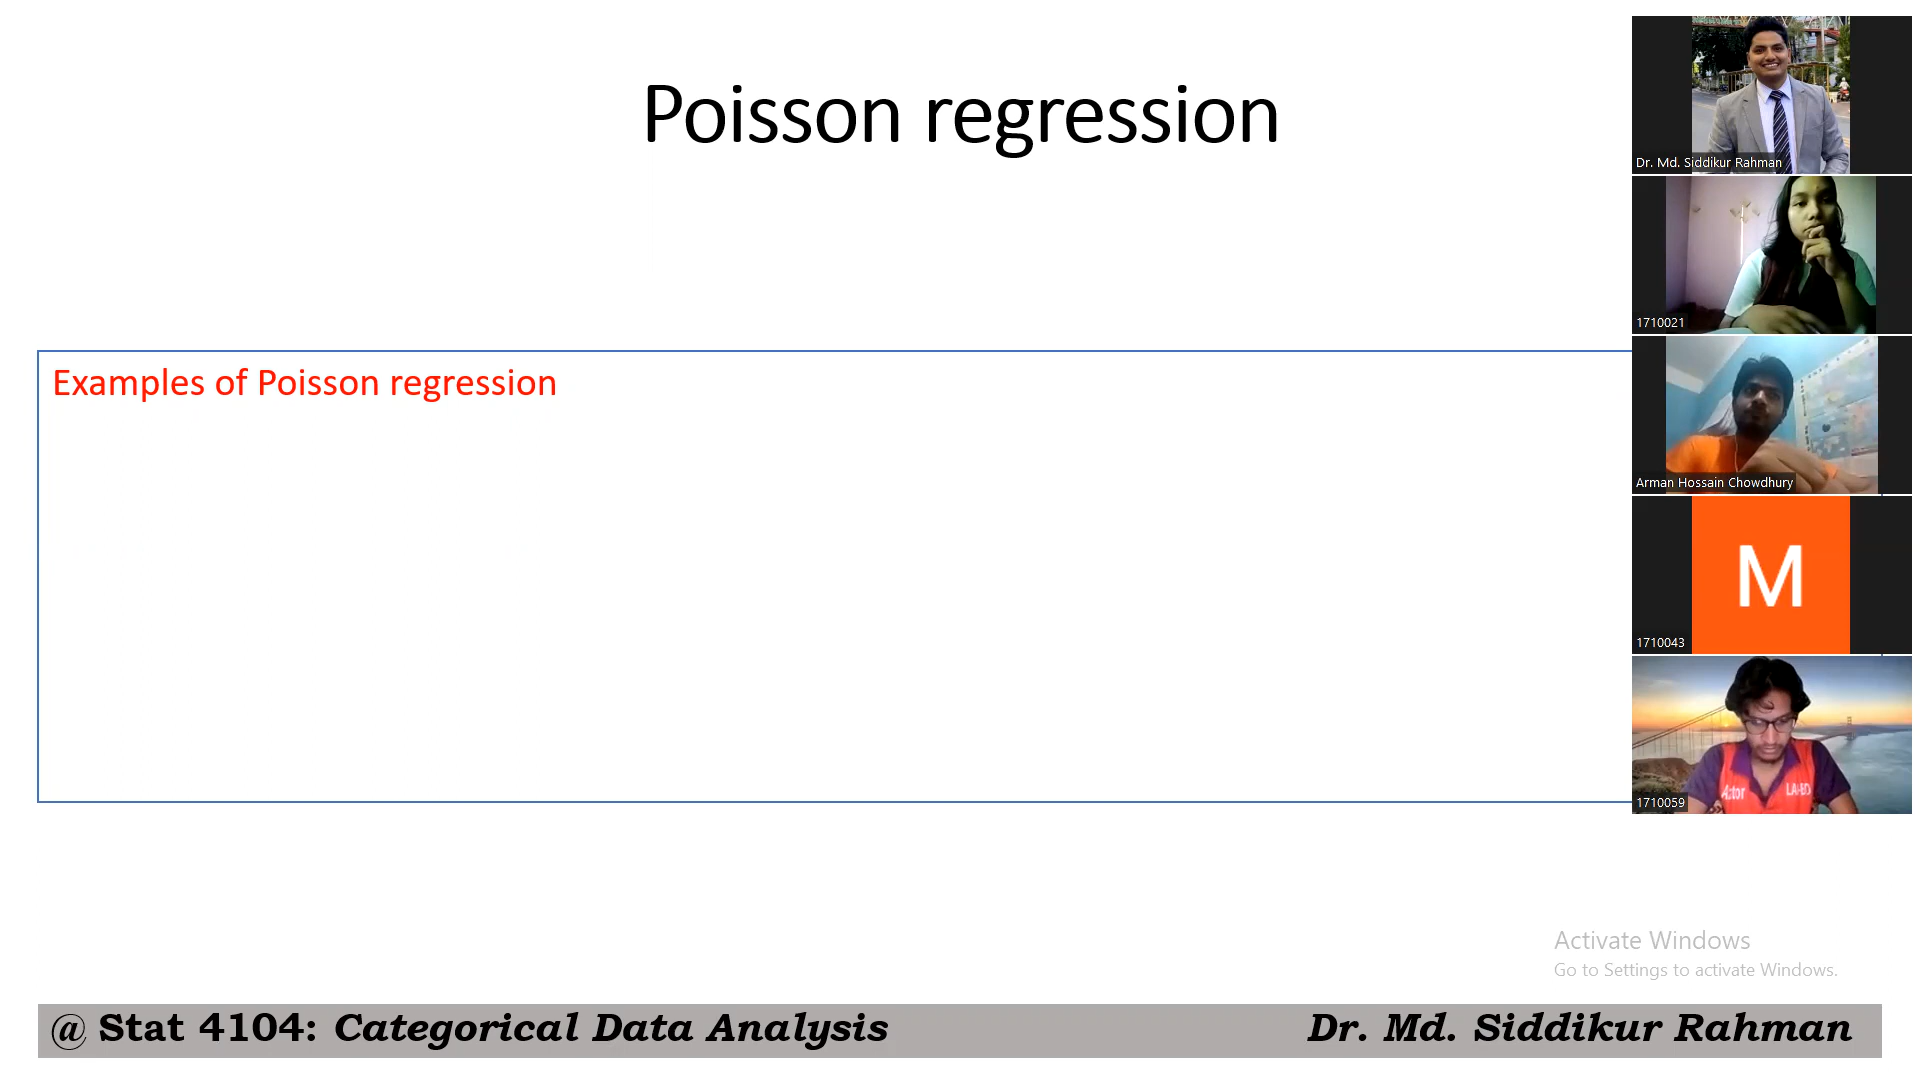 Poisson regression
Dr. Md. Siddikur Rahman
1710021
Examples of Poisson regression
Arman Hossain Chowdhury
M
1710043
Actor
1710059
Activate Windows
Go to Settings to activate Windows.
@ Stat 4104: Categorical Data Analysis
Dr. Md. Siddikur Rahman